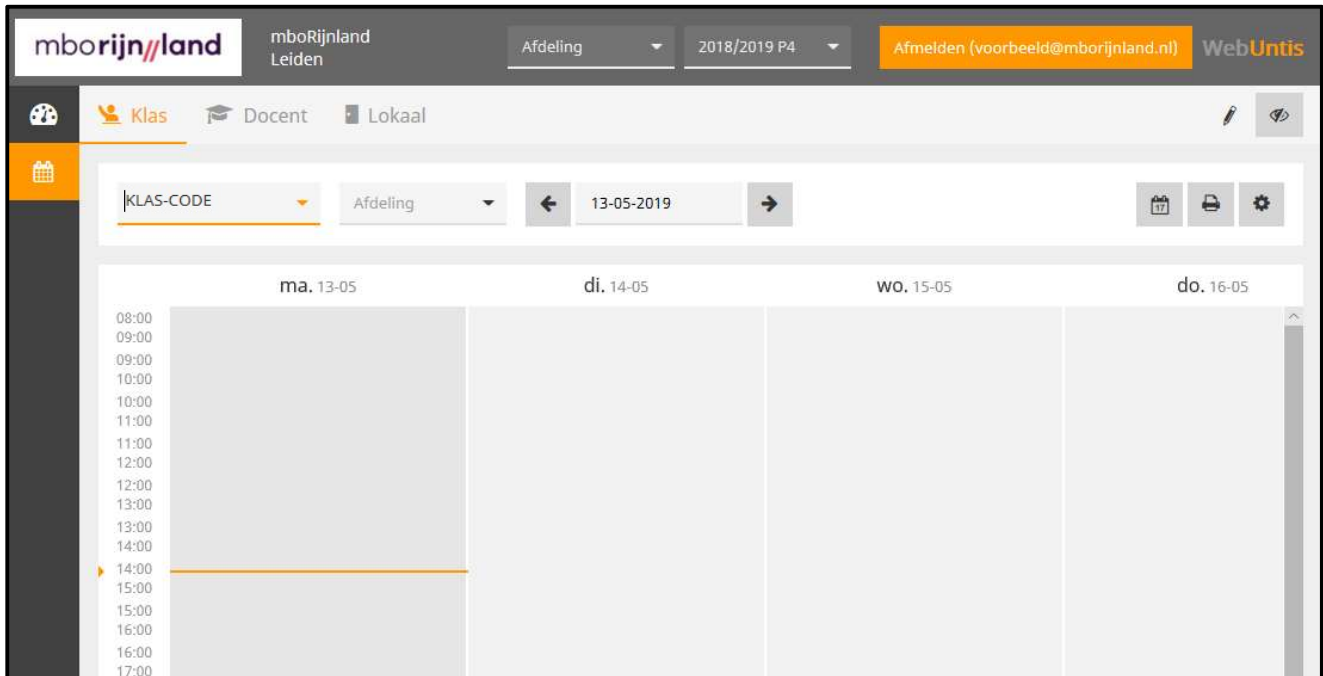 mborijn//land
mboRijnland
Leiden
Afdeling
2018/2019 P4
Afmelden (voorbeeld@mborijnland.nl)
WebUntis
Klas
Docent
Lokaal
KLAS-CODE
Afdeling
13-05-2019
17
ma. 13-05
di. 14-05
wo. 15-05
do. 16-05
08:00
09:00
09:00
10:00
10:00
11:00
11:00
12:00
12:00
13:00
13:00
14:00
14:00
15:00
15:00
16:00
16:00
17:00